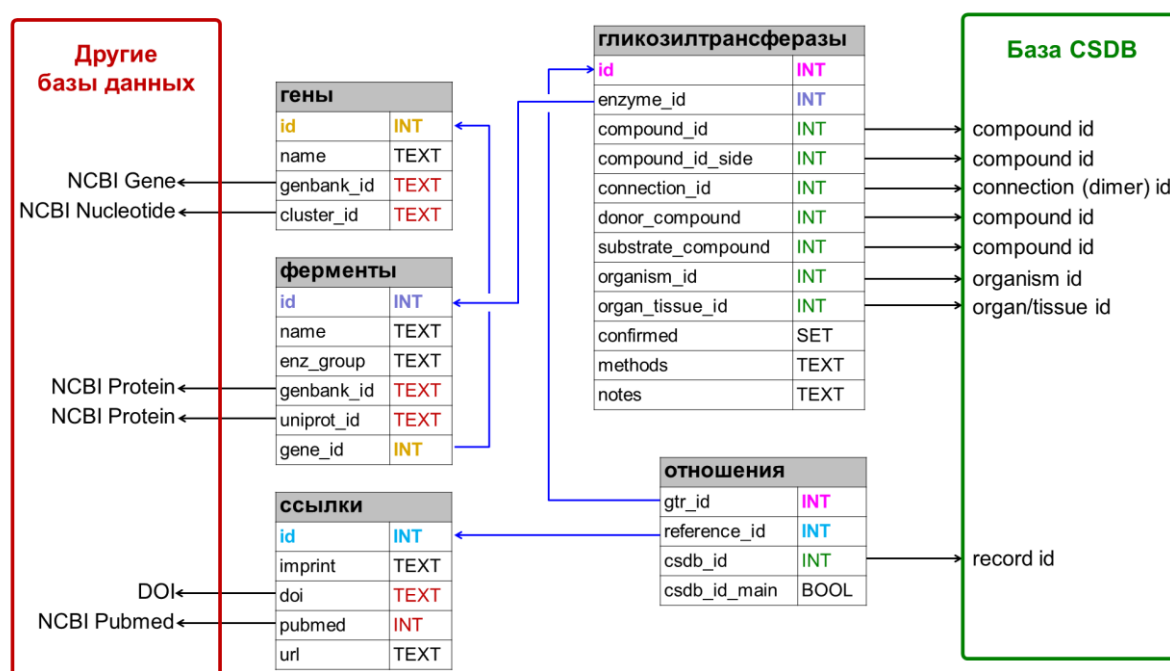 Другие
базы данных
NCBI Gene
NCBI Nucleotide
NCBI Protein
NCBI Protein
DOI
NCBI Pubmed
гены
id INT
name TEXT
genbank_id TEXT
cluster_id TEXT
ферменты
id INT
name TEXT
enz_group TEXT
genbank_id TEXT
uniprot_id TEXT
gene_id INT
ссылки
id INT
imprint TEXT
doi TEXT
pubmed INT
url TEXT
гликозилтрансферазы
id INT
enzyme_id INT
compound_id INT
compound_id_side INT
connection_id INT
donor_compound INT
substrate_compound INT
organism_id INT
organ_tissue_id INT
confirmed SET
methods TEXT
notes TEXT
отношения
gtr_id INT
reference_id INT
csdb_id INT
csdb_id_main BOOL
База CSDB
compound id
compound id
connection (dimer) id
compound id
compound id
organism id
organ/tissue id
record id